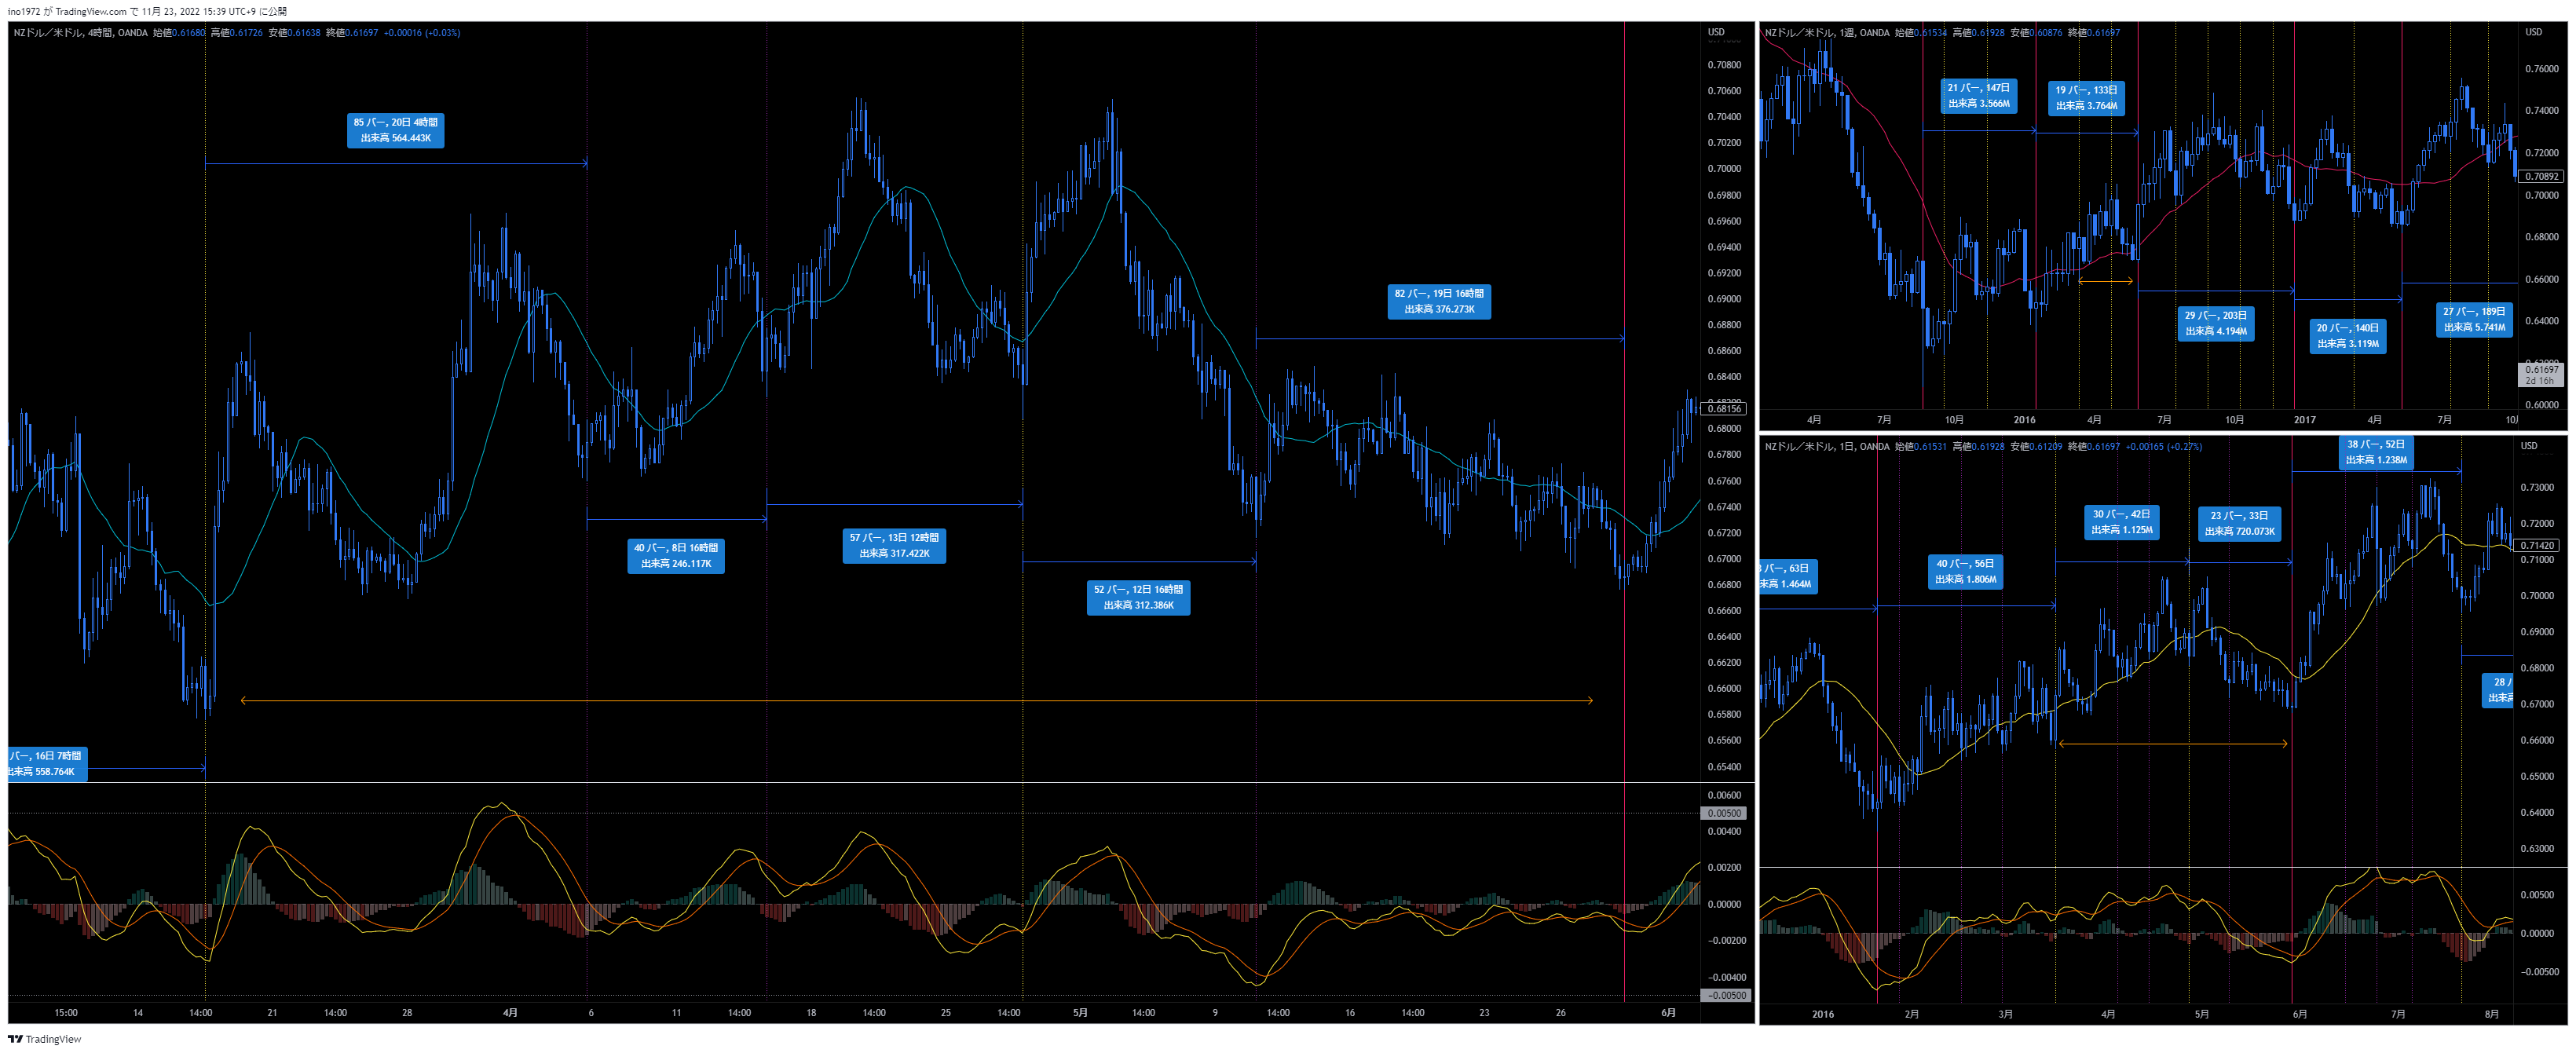 ino1972 が TradingView.com で 11月 23, 2022 15:39 UTC+9 に公開
NZドル／米ドル, 4時間, OANDA 始値0.61680 高値0.61726 安値0.61638 終値0.61697 +0.00016 (+0.03%)
USD
0.70800
0.70600
0.70400
0.70200
0.70000
0.69800
0.69600
0.69400
0.69200
0.69000
0.68800
0.68600
0.68400
0.68156
0.68000
0.67800
0.67600
0.67400
0.67200
0.67000
0.66800
0.66600
0.66400
0.66200
0.66000
0.65800
0.65600
0.65400
85 バー, 20日 4時間
出来高 564.443K
82 バー, 19日 16時間
出来高 376.273K
40 バー, 8日 16時間
出来高 246.117K
57 バー, 13日 12時間
出来高 317.422K
52 バー, 12日 16時間
出来高 312.386K
バー, 16日 7時間
出来高 558.764K
0.00600
0.00500
0.00400
0.00200
0.00000
−0.00200
−0.00400
−0.00500
15:00 14 14:00 21 14:00 28 4月 6 11 14:00 18 14:00 25 14:00 5月 14:00 9 14:00 16 14:00 23 26 6月
NZドル／米ドル, 1週, OANDA 始値0.61534 高値0.61928 安値0.60876 終値0.61697
USD
0.76000
0.74000
0.72000
0.70892
0.70000
0.68000
0.66000
0.64000
0.62000
0.61697
2d 16h
0.60000
21 バー, 147日
出来高 3.566M
19 バー, 133日
出来高 3.764M
29 バー, 203日
出来高 4.194M
20 バー, 140日
出来高 3.119M
27 バー, 189日
出来高 5.741M
4月 7月 10月 2016 4月 7月 10月 2017 4月 7月
NZドル／米ドル, 1日, OANDA 始値0.61531 高値0.61928 安値0.61209 終値0.61697 +0.00165 (+0.27%)
USD
0.73000
0.72000
0.71420
0.71000
0.70000
0.69000
0.68000
0.67000
0.66000
0.65000
0.64000
0.63000
38 バー, 52日
出来高 1.238M
30 バー, 42日
出来高 1.125M
23 バー, 33日
出来高 720.073K
40 バー, 56日
出来高 1.806M
バー, 63日
来高 1.464M
28
出来高
0.00500
0.00000
−0.00500
2016 2月 3月 4月 5月 6月 7月 8月
TradingView